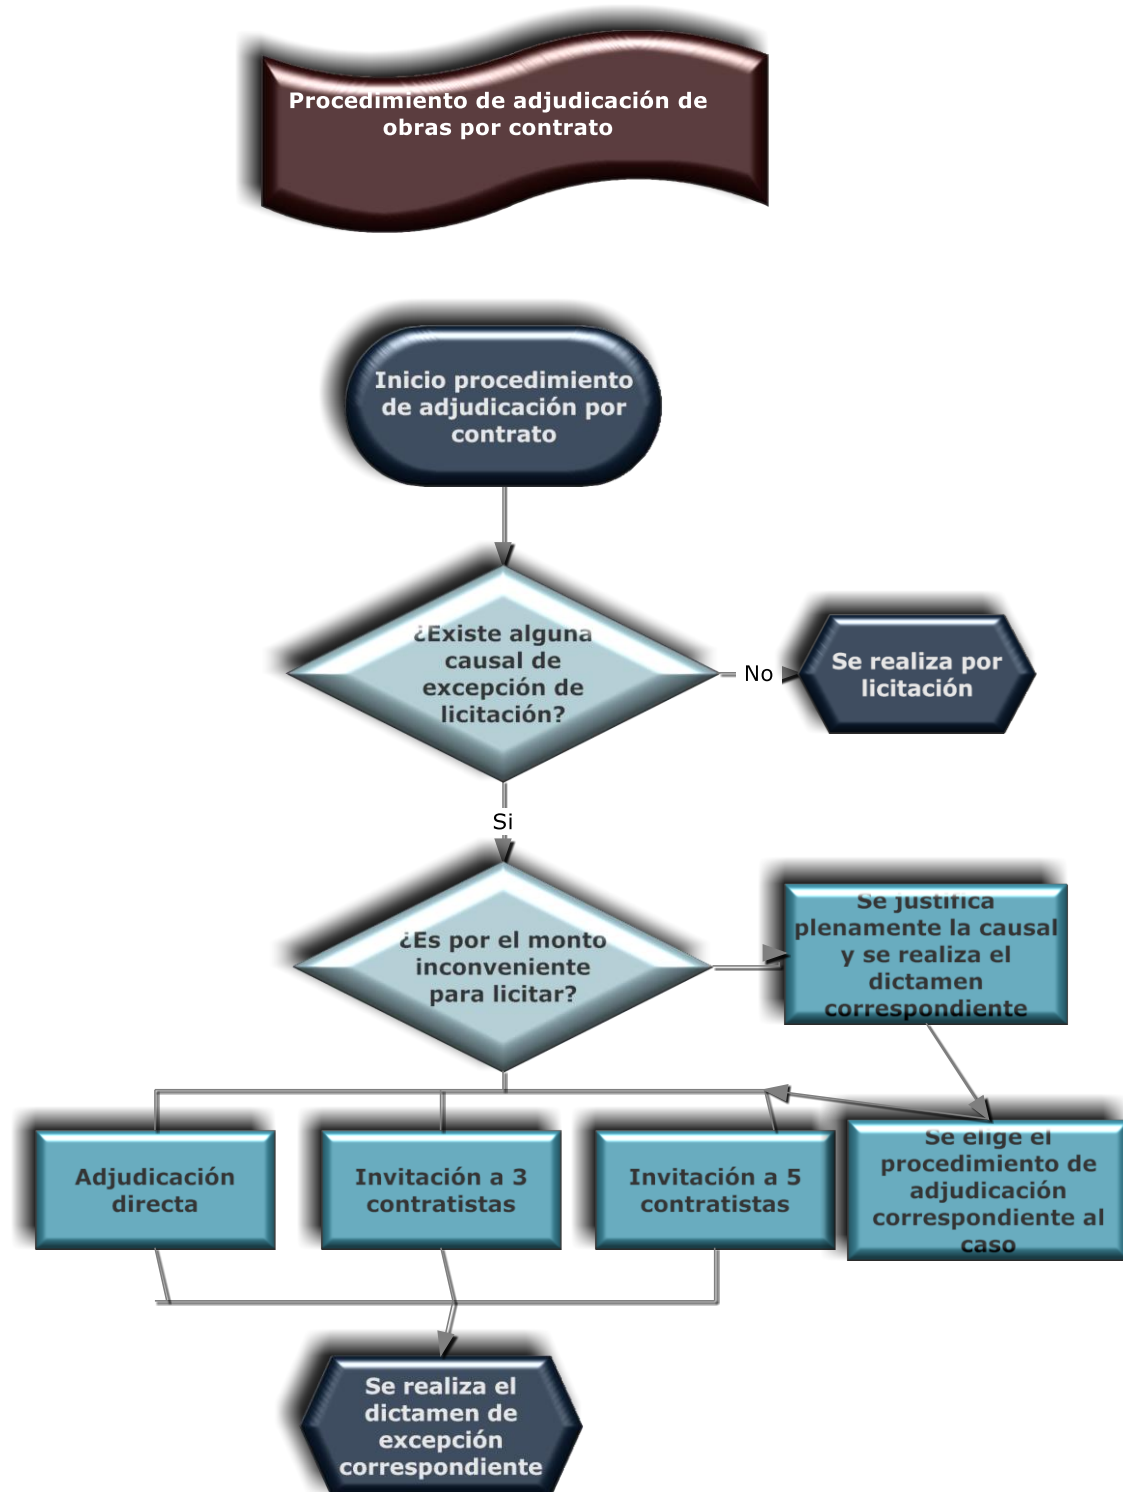 Procedimiento de adjudicación de
obras por contrato
Inicio procedimiento
de adjudicación por
contrato
¿Existe alguna
causal de
excepción de
licitación?
No
Se realiza por
licitación
Si
¿Es por el monto
inconveniente
para licitar?
Se justifica
plenamente la causal
y se realiza el
dictamen
correspondiente
Adjudicación
directa
Invitación a 3
contratistas
Invitación a 5
contratistas
Se elige el
procedimiento de
adjudicación
correspondiente al
caso
Se realiza el
dictamen de
excepción
correspondiente